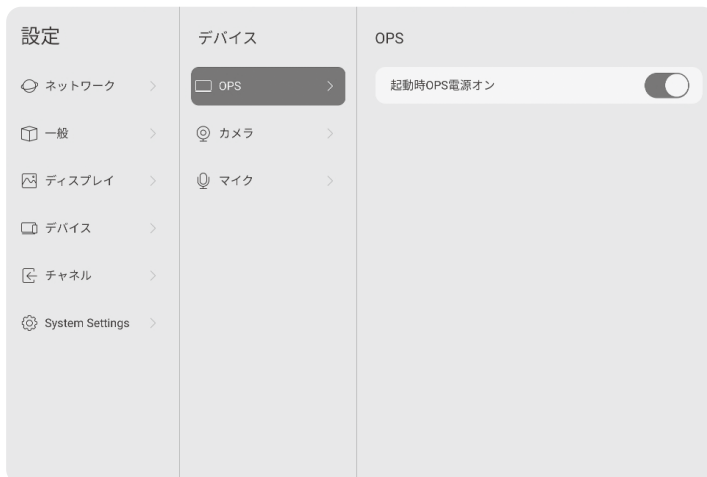 設定
ネットワーク
一般
ディスプレイ
デバイス
チャネル
System Settings
デバイス
OPS
カメラ
マイク
OPS
起動時OPS電源オン